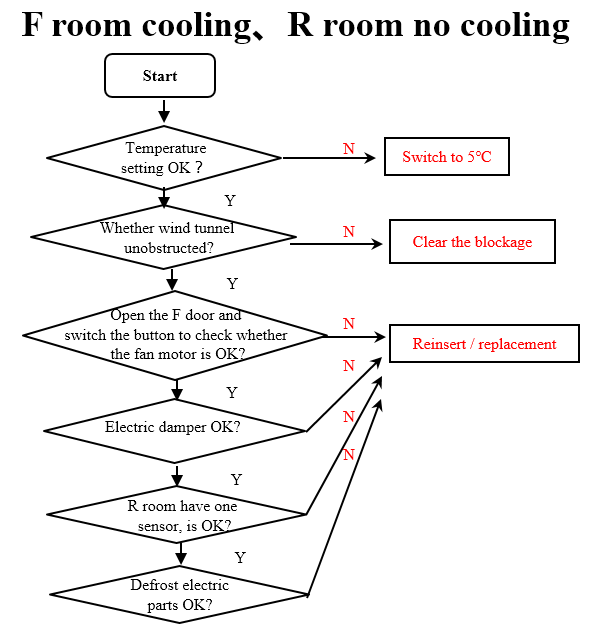 F room cooling、R room no cooling
Start
Temperature
setting OK？
N
Switch to 5℃
Y
Whether wind tunnel
unobstructed?
N
Clear the blockage
Y
Open the F door and
switch the button to check whether
the fan motor is OK?
N
Reinsert / replacement
N
Y
Electric damper OK?
N
N
Y
R room have one
sensor, is OK?
Y
Defrost electric
parts OK?